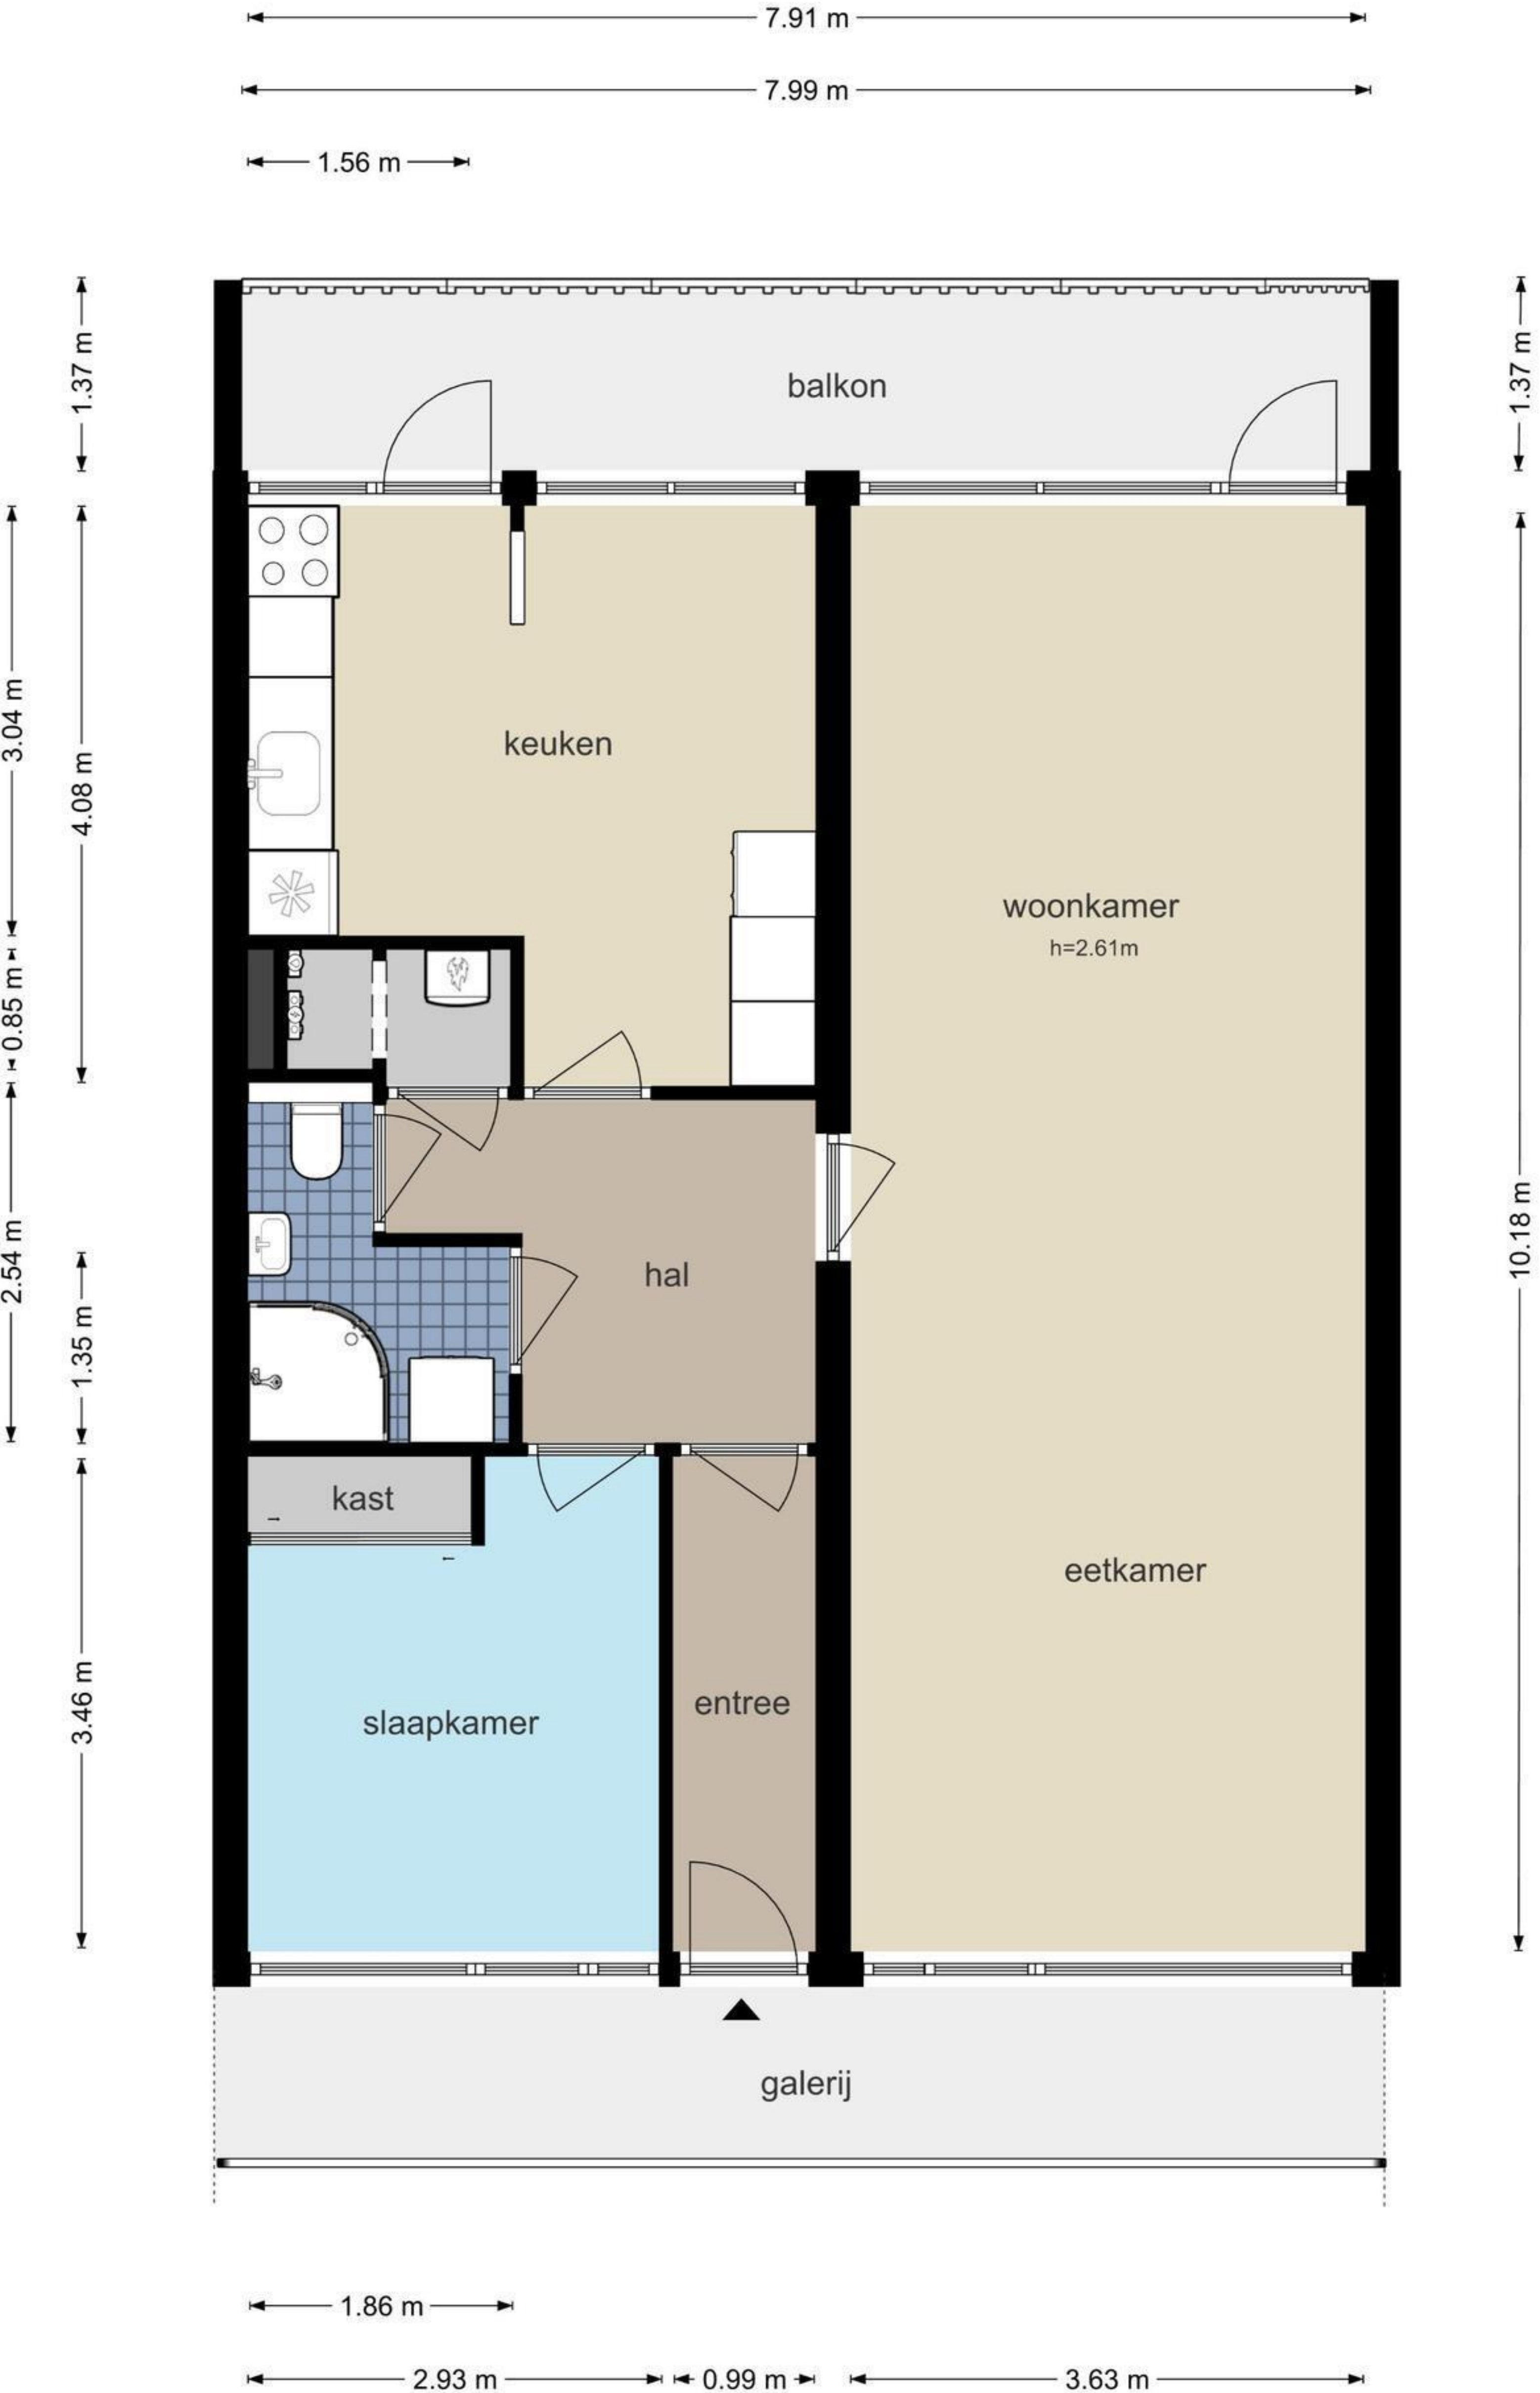 7.91 m
7.99 m
1.56 m
1.37 m
1.37 m
balkon
3.04 m
4.08 m
keuken
woonkamer
h=2.61m
0.85 m
2.54 m
1.35 m
hal
10.18 m
kast
eetkamer
3.46 m
slaapkamer
entree
galerij
1.86 m
2.93 m
0.99 m
3.63 m